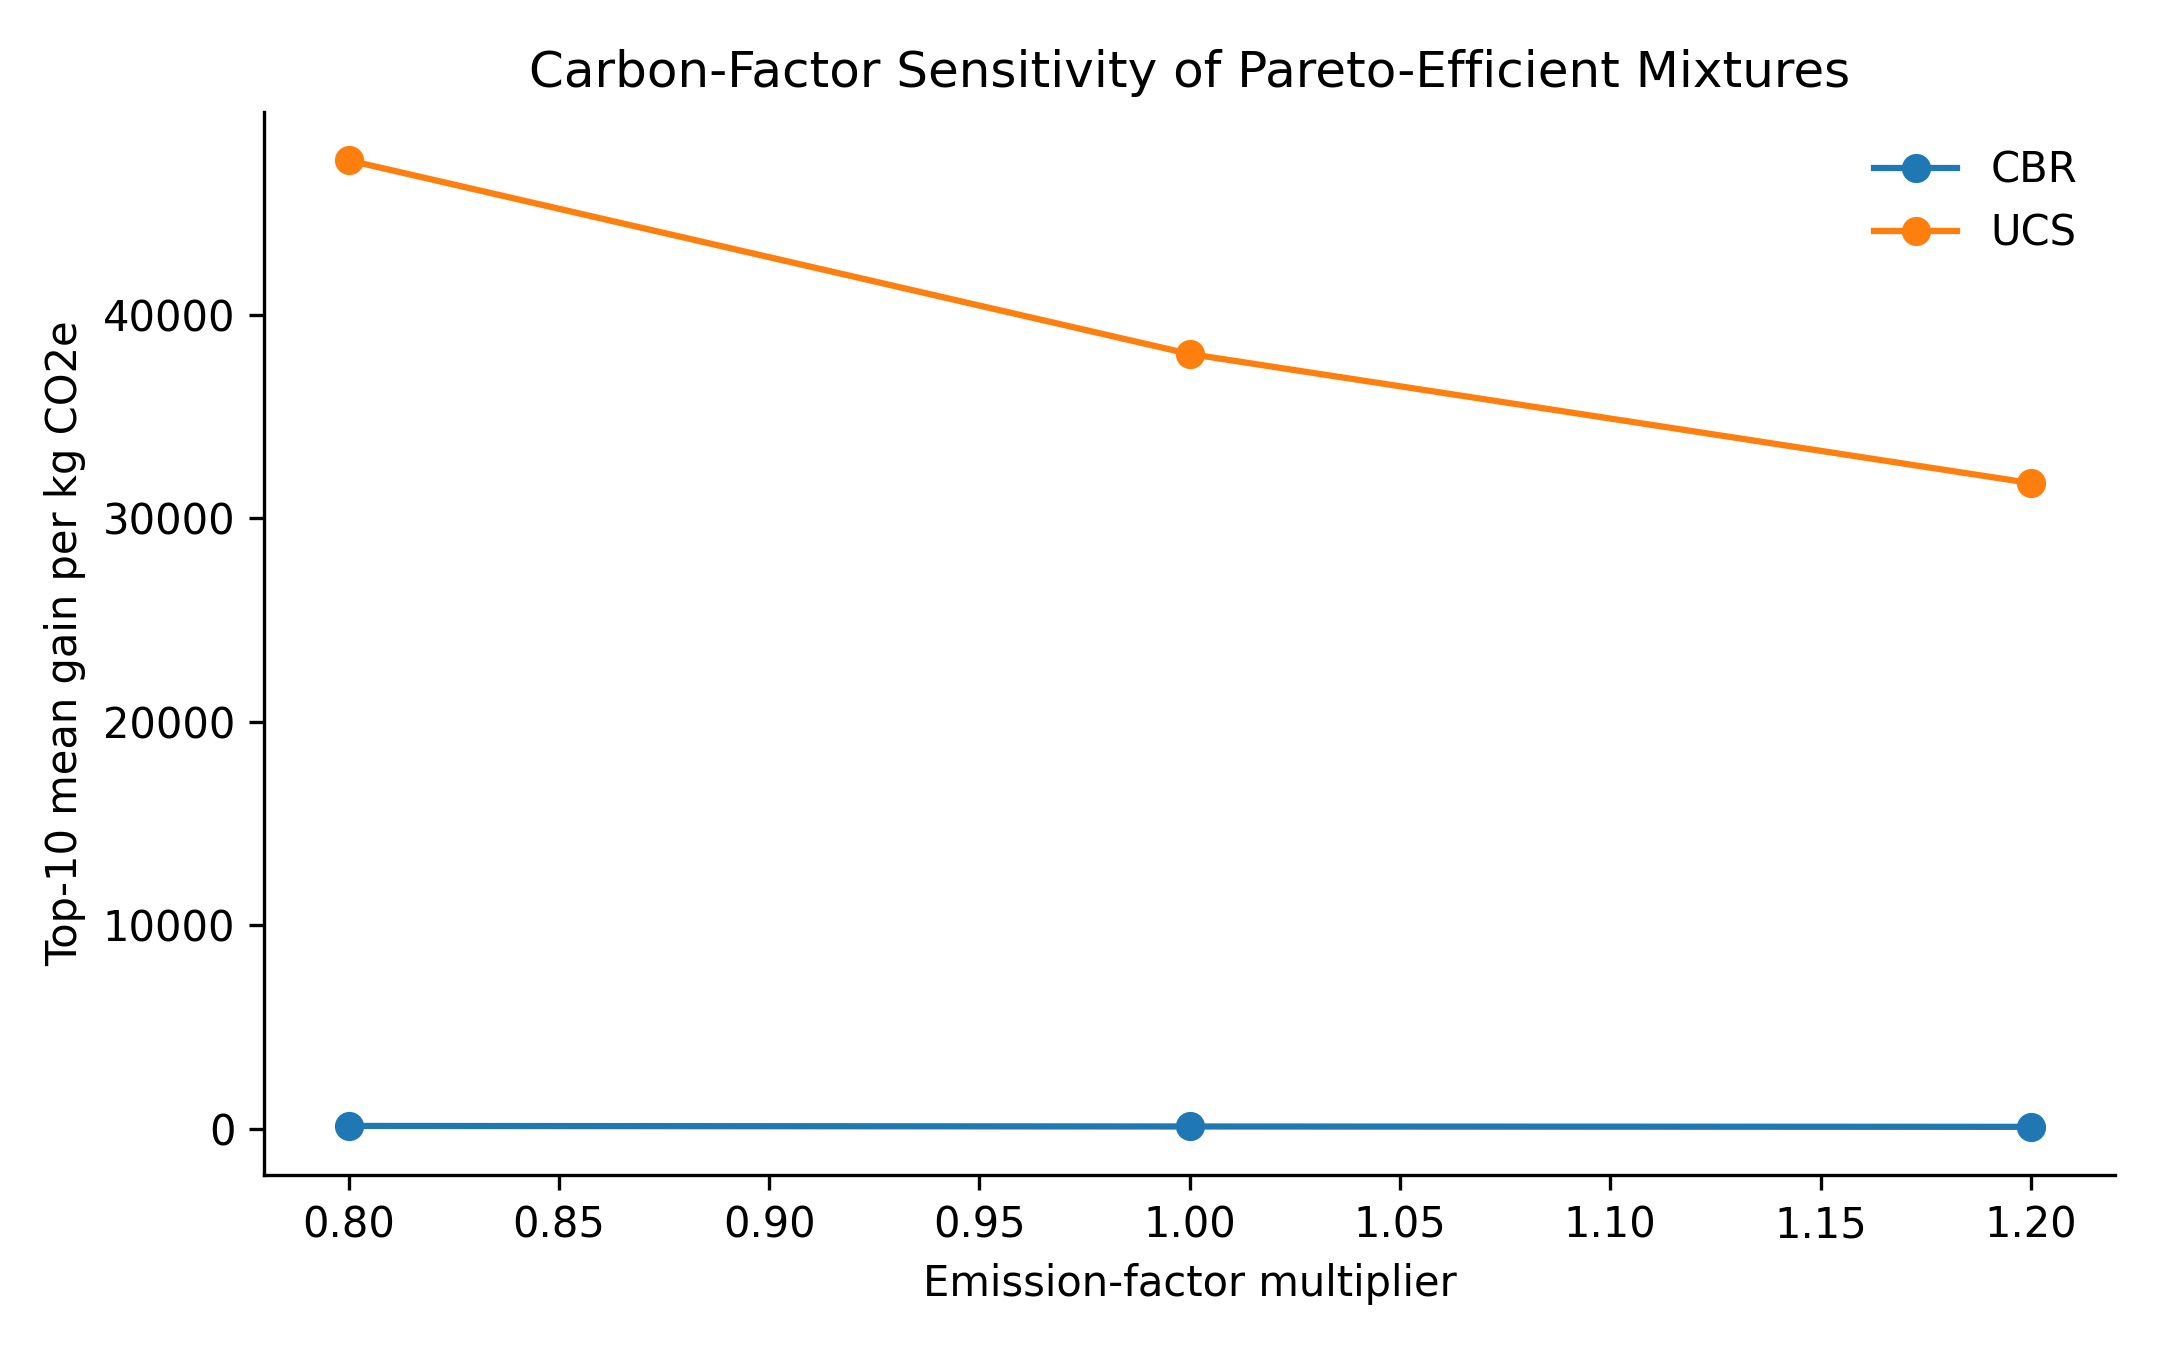 Carbon-Factor Sensitivity of Pareto-Efficient Mixtures
CBR
UCS
Top-10 mean gain per kg CO2e
40000
30000
20000
10000
0
0.80 0.85 0.90 0.95 1.00 1.05 1.10 1.15 1.20
Emission-factor multiplier